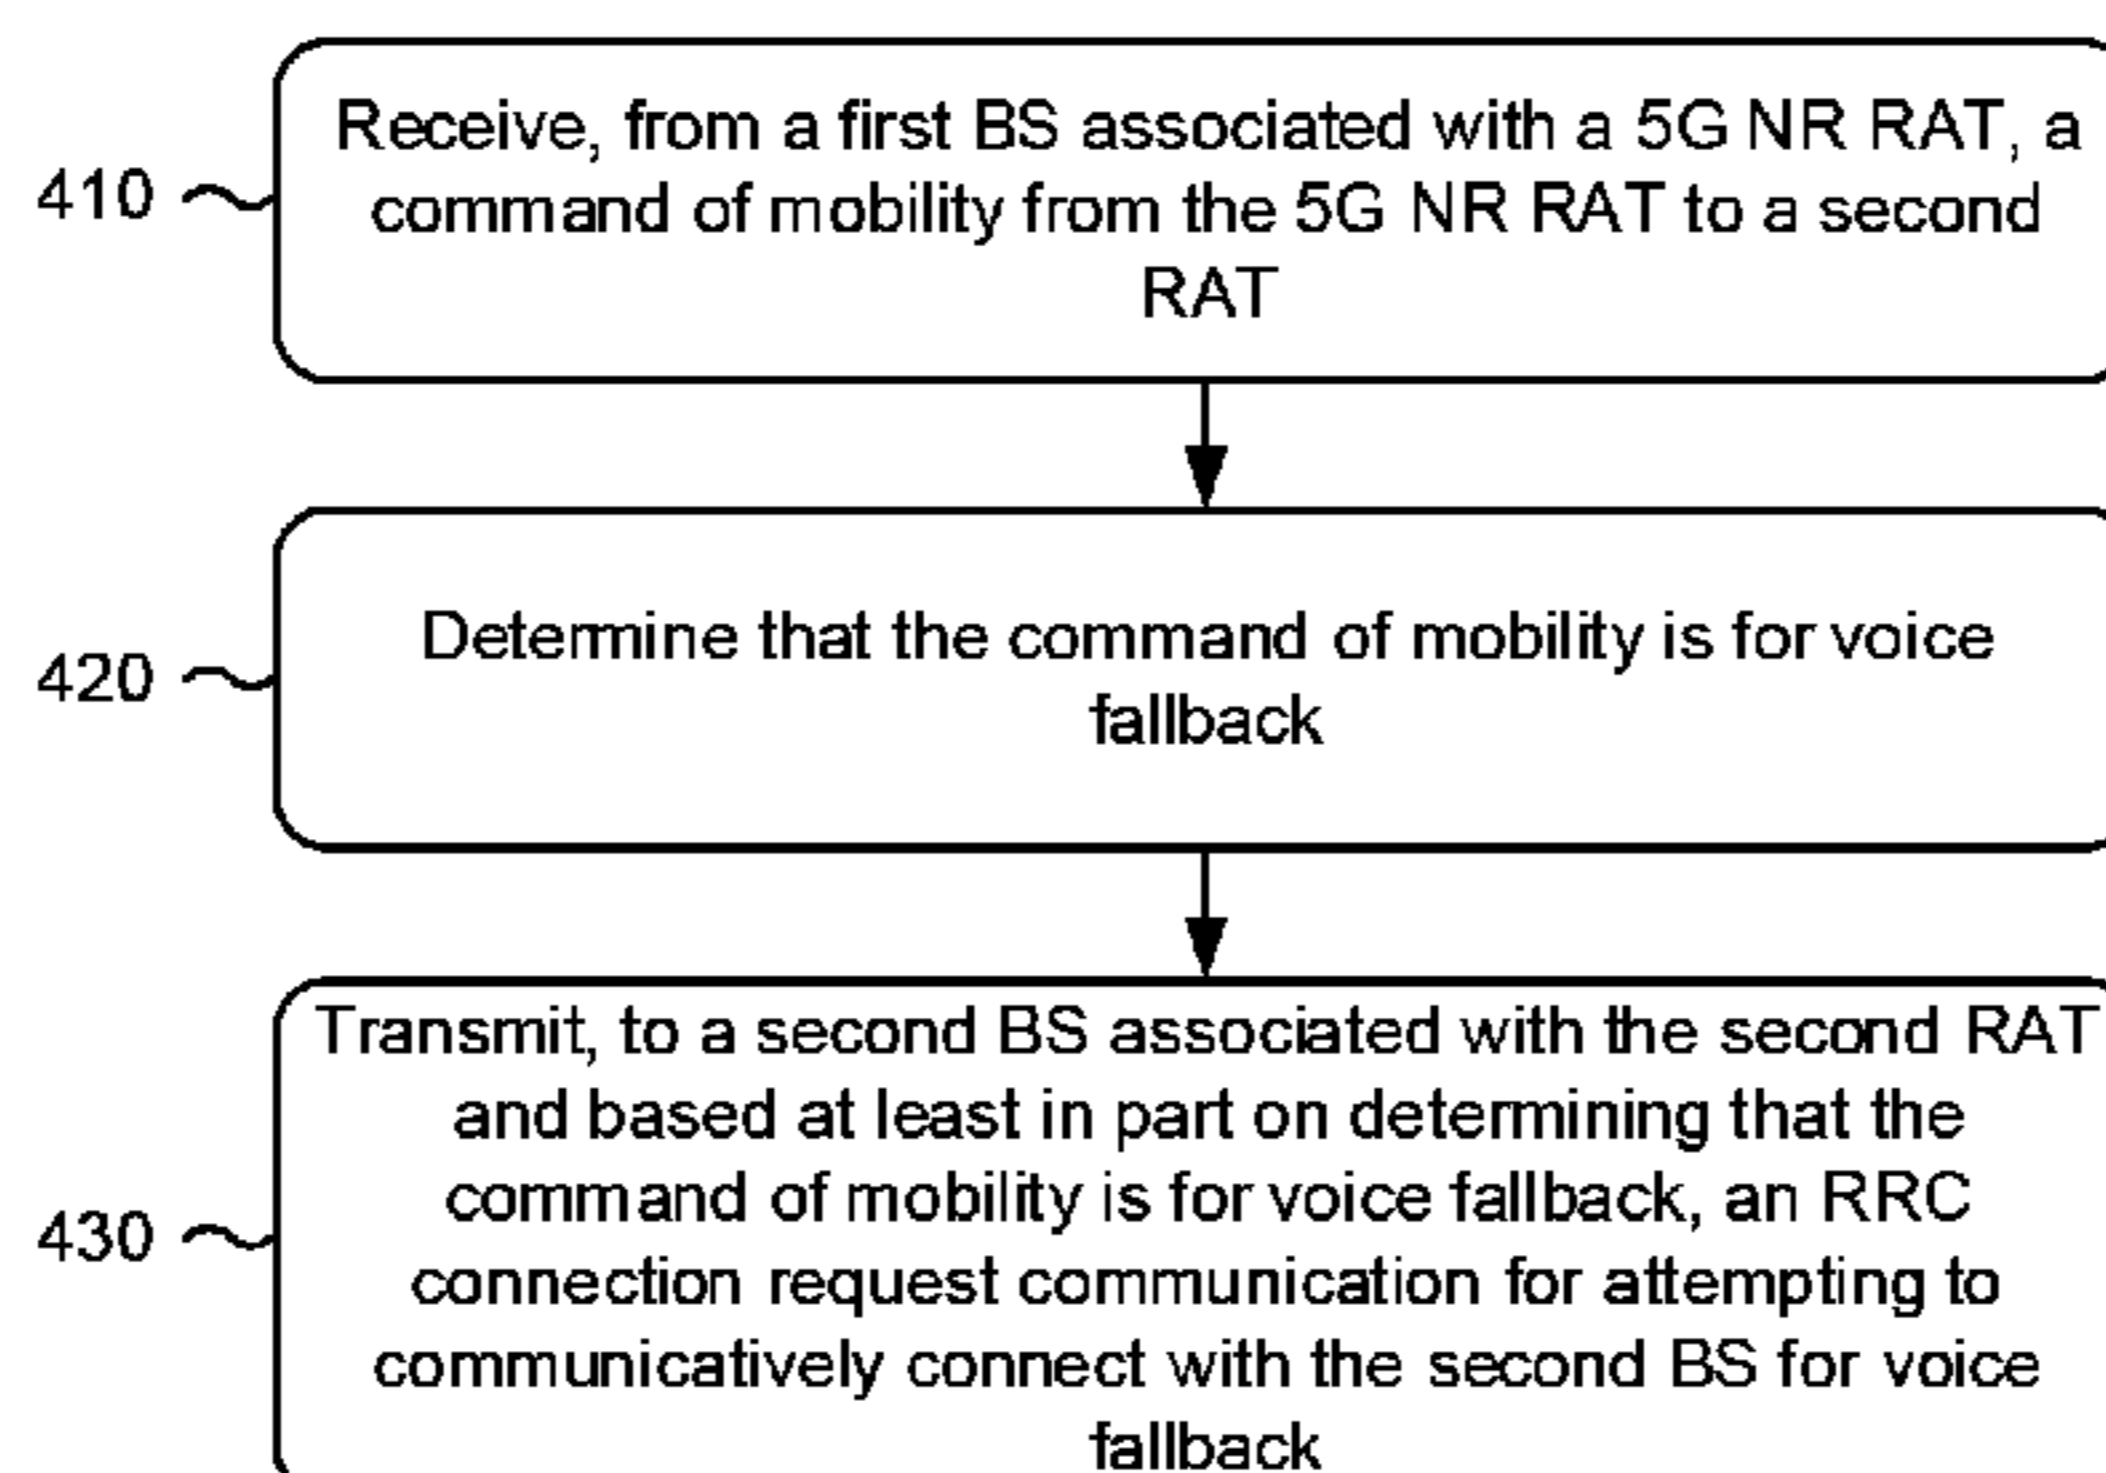 410
Receive, from a first BS associated with a 5G NR RAT, a
command of mobility from the 5G NR RAT to a second
RAT
420
Determine that the command of mobility is for voice
fallback
430
Transmit, to a second BS associated with the second RAT
and based at least in part on determining that the
command of mobility is for voice fallback, an RRC
connection request communication for attempting to
communicatively connect with the second BS for voice
fallback